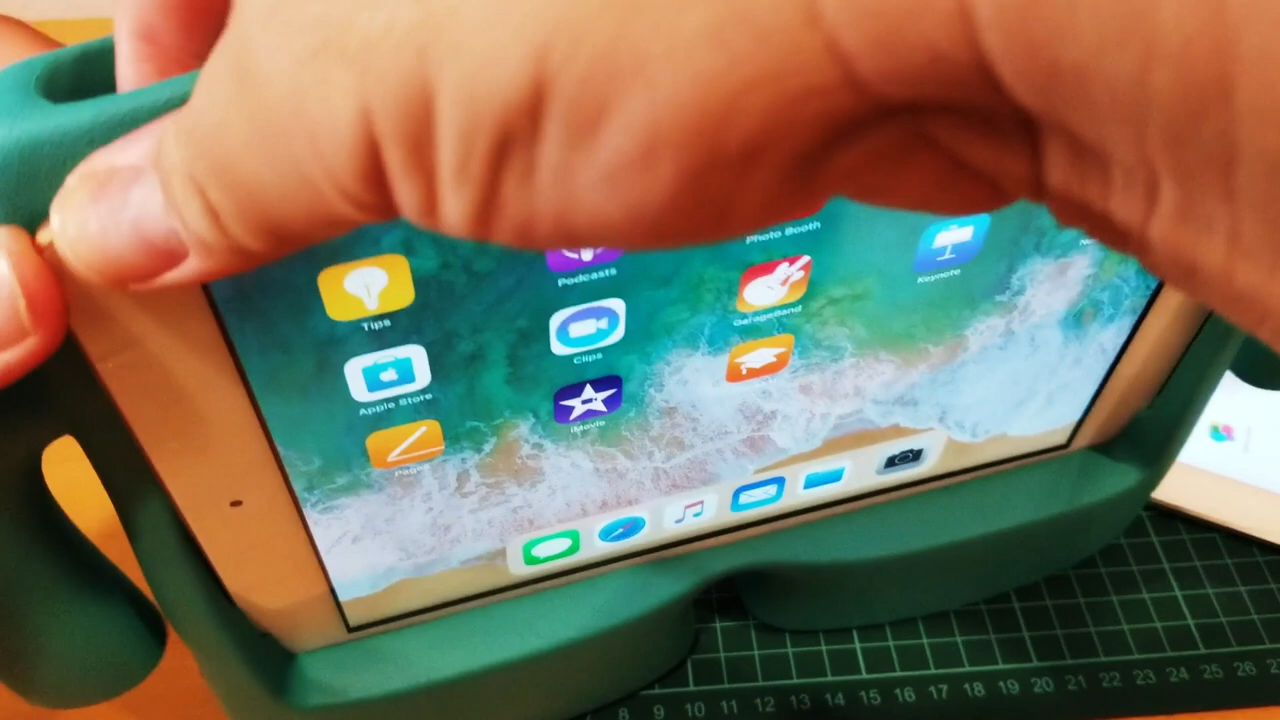 Photo Booth
Podcasts
Keynote
Tips
GarageBand
Clips
Apple Store
iMovie
Pages
8 9 10 11 12 13 14 15 16 17 18 19 20 21 22 23 24 25 26